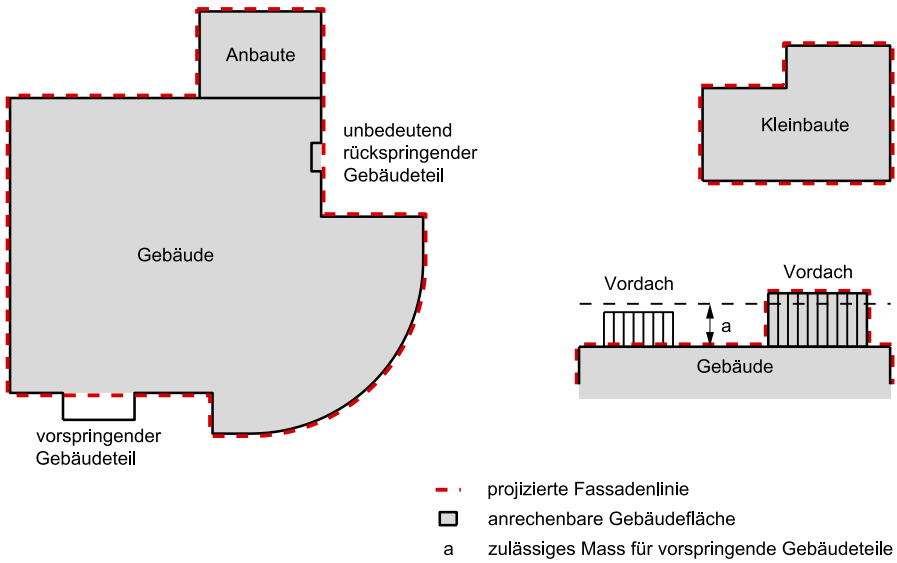 Anbaute
unbedeutend
rückspringender
Gebäudeteil
Kleinbaute
Gebäude
Vordach
Vordach
a
Gebäude
vorspringender
Gebäudeteil
projizierte Fassadenlinie
anrechenbare Gebäudefläche
a zulässiges Mass für vorspringende Gebäudeteile